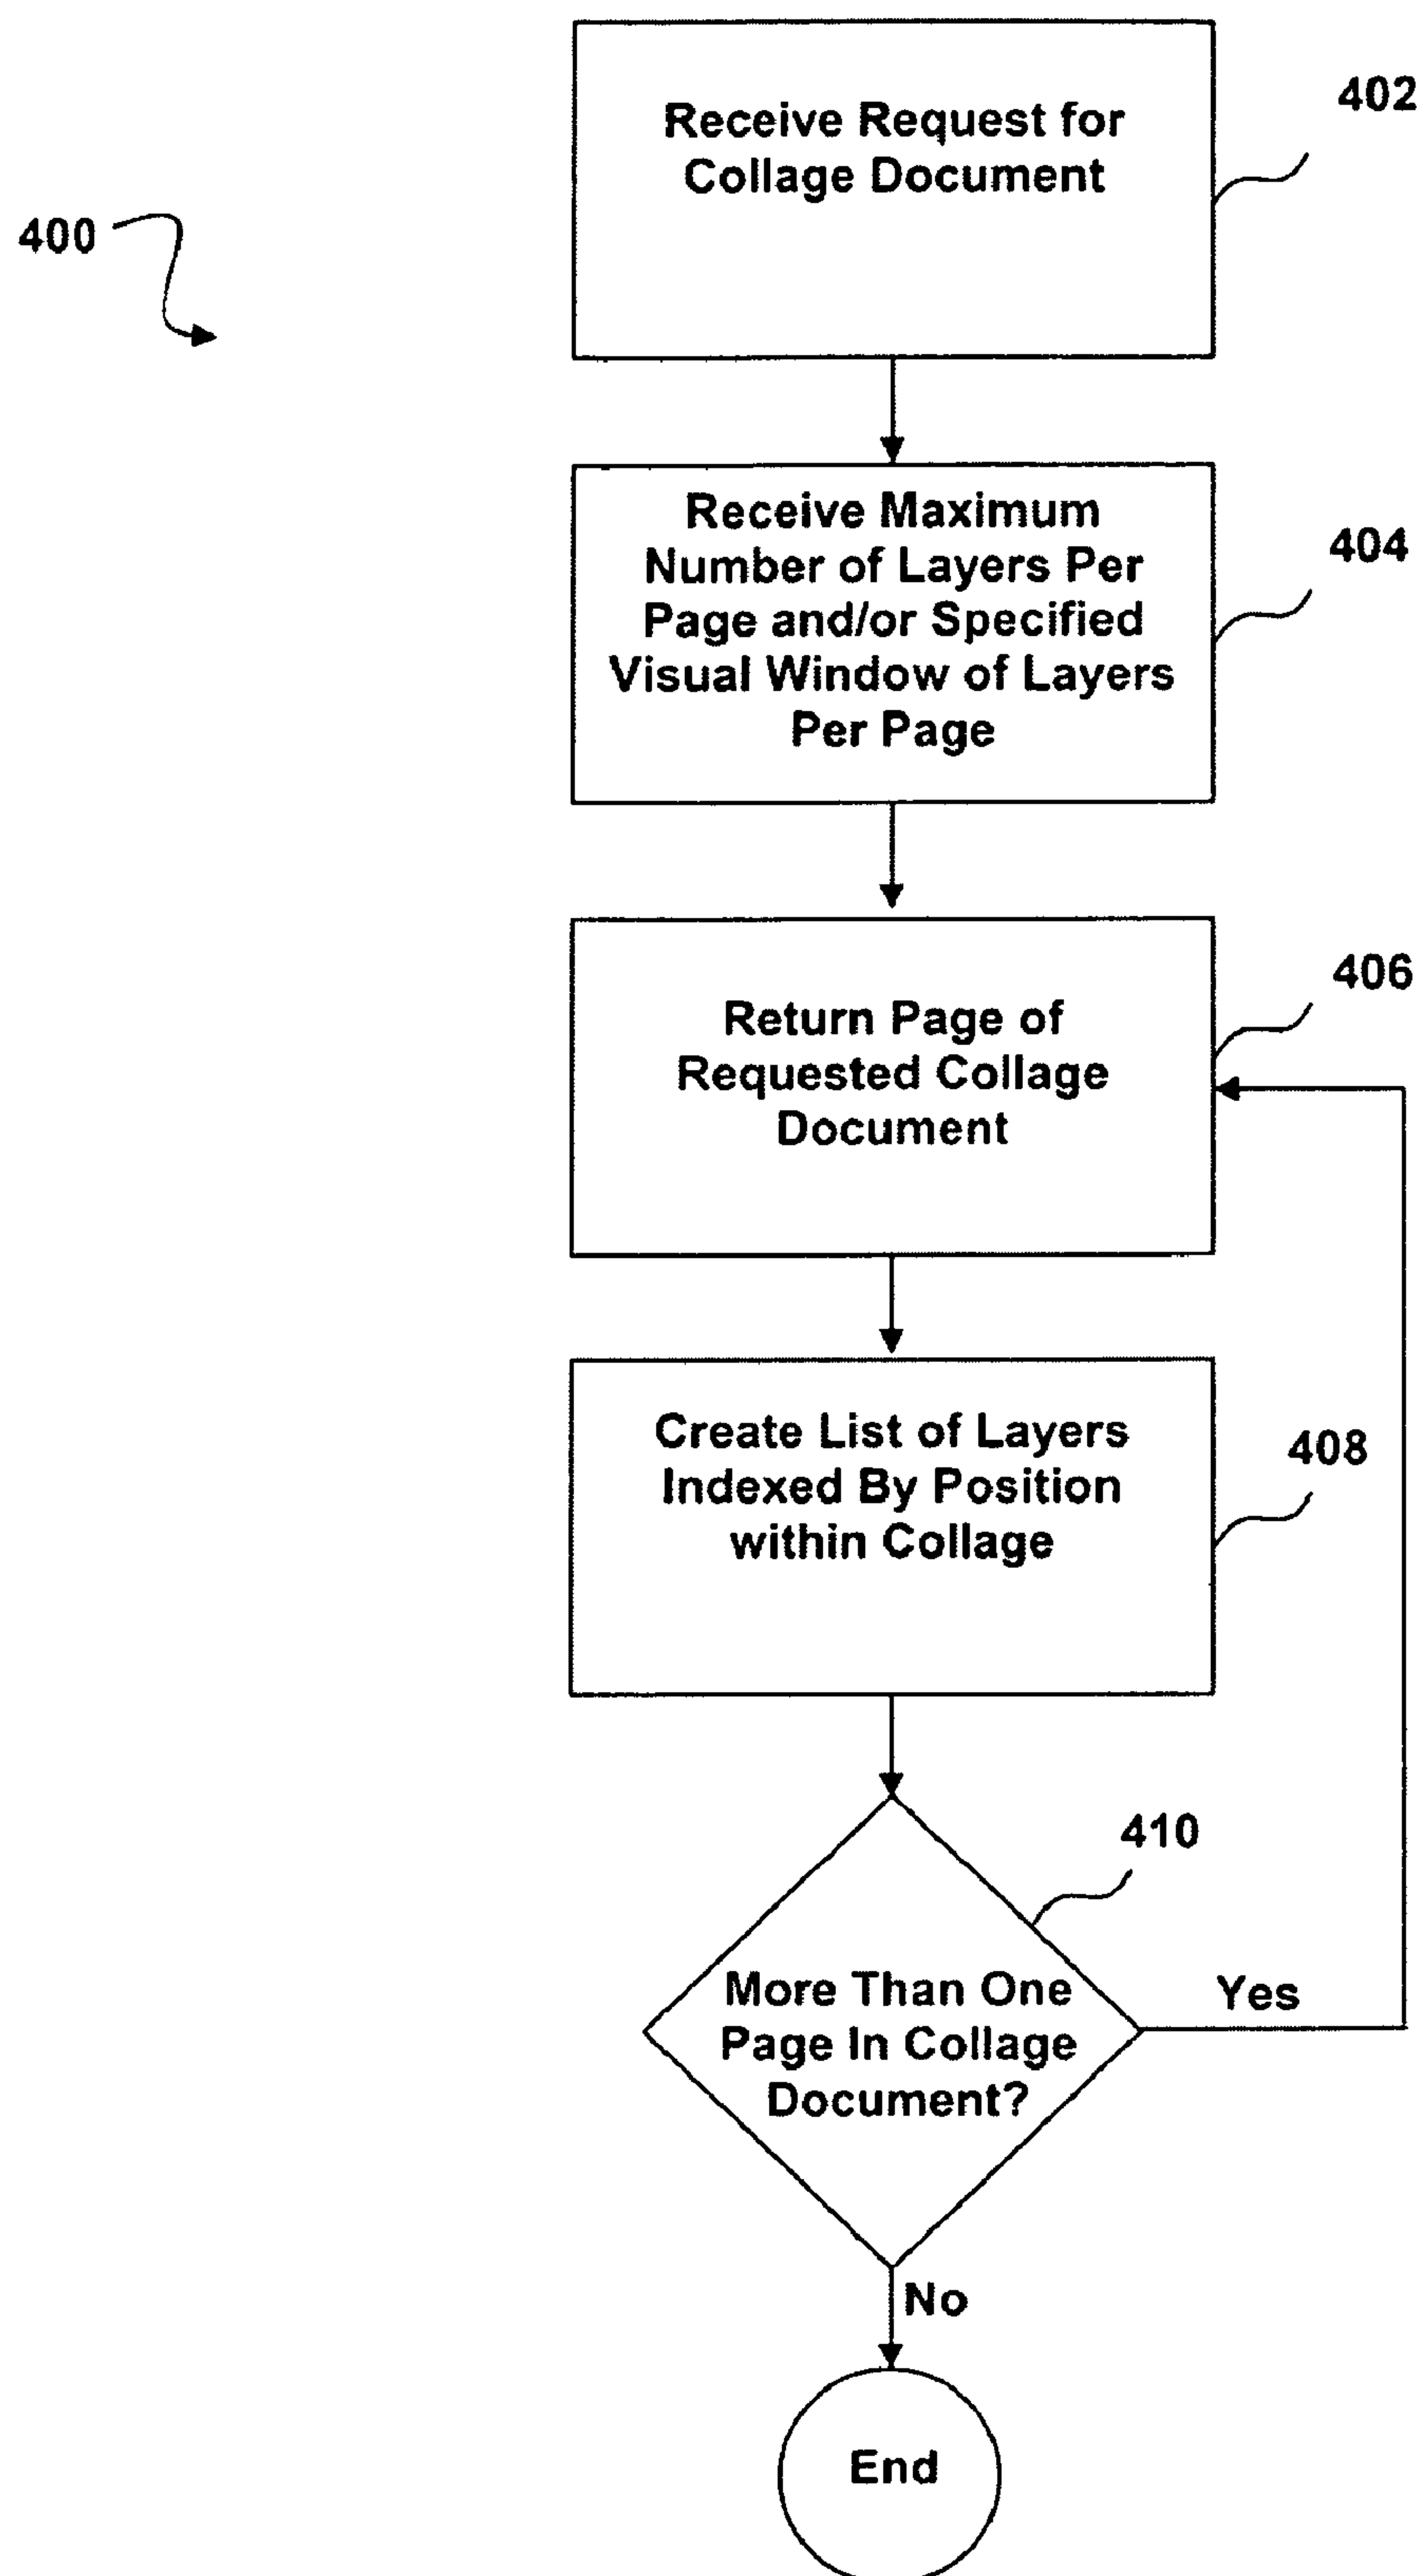 Receive Request for
Collage Document
402
400
Receive Maximum
Number of Layers Per
Page and/or Specified
Visual Window of Layers
Per Page
404
Return Page of
Requested Collage
Document
406
Create List of Layers
Indexed By Position
within Collage
408
410
More Than One
Page In Collage
Document?
Yes
No
End